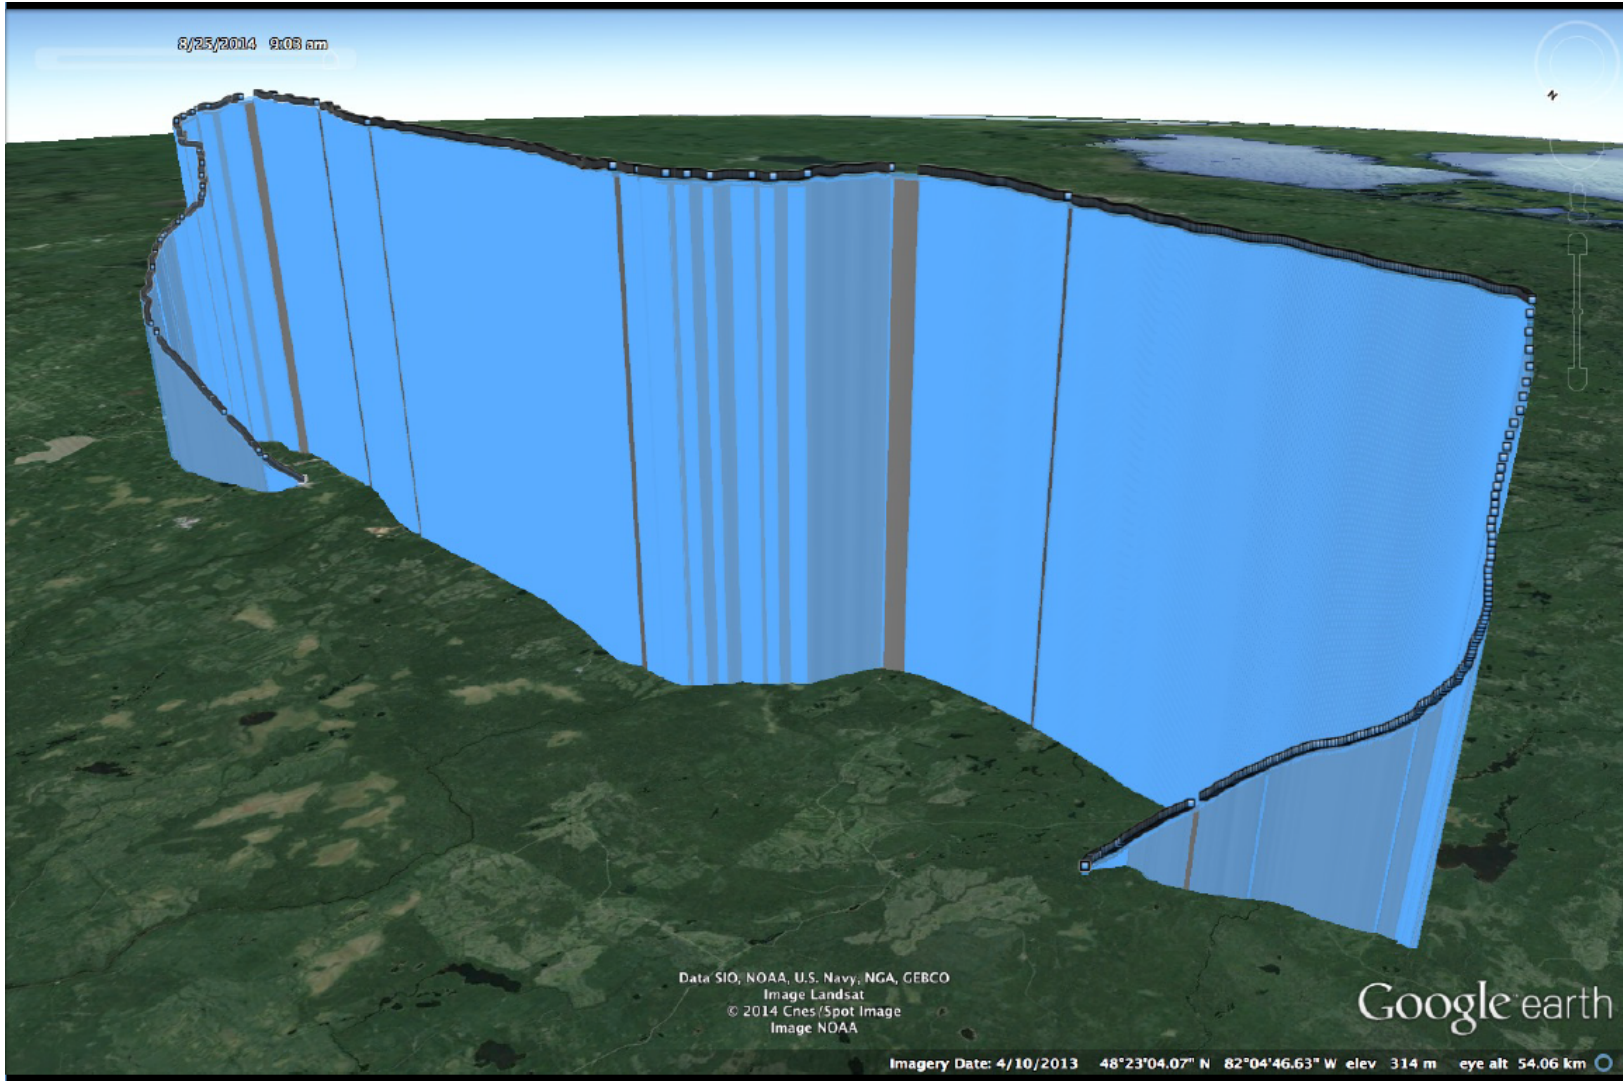 8/25/2014 9:03 am
N
Data SIO, NOAA, U.S. Navy, NGA, GEBCO
Image Landsat
© 2014 Cnes/Spot Image
Image NOAA
Google earth
Imagery Date: 4/10/2013 48°23'04.07" N 82°04'46.63" W elev 314 m eye alt 54.06 km